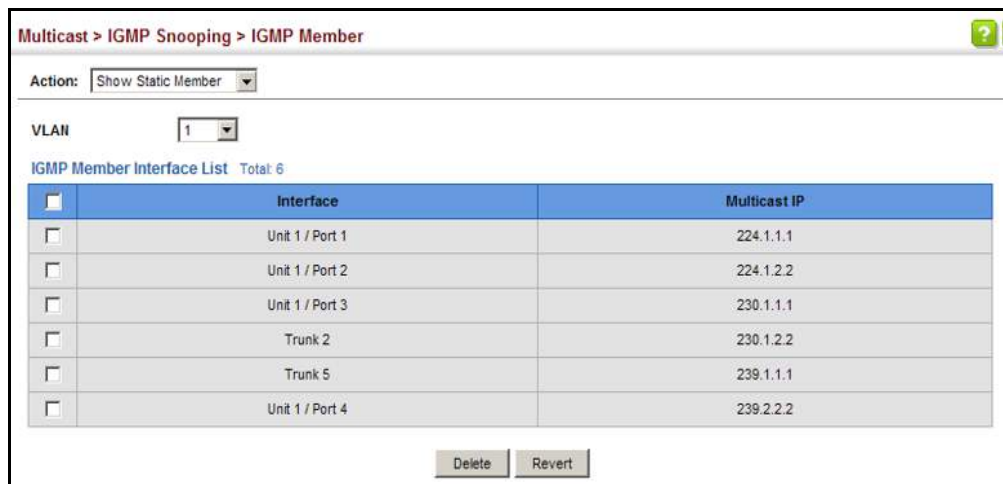 Multicast > IGMP Snooping > IGMP Member
?
Action: Show Static Member
VLAN 1
IGMP Member Interface List Total: 6
Interface Multicast IP
Unit 1 / Port 1 224.1.1.1
Unit 1 / Port 2 224.1.2.2
Unit 1 / Port 3 230.1.1.1
Trunk 2 230.1.2.2
Trunk 5 239.1.1.1
Unit 1 / Port 4 239.2.2.2
Delete Revert